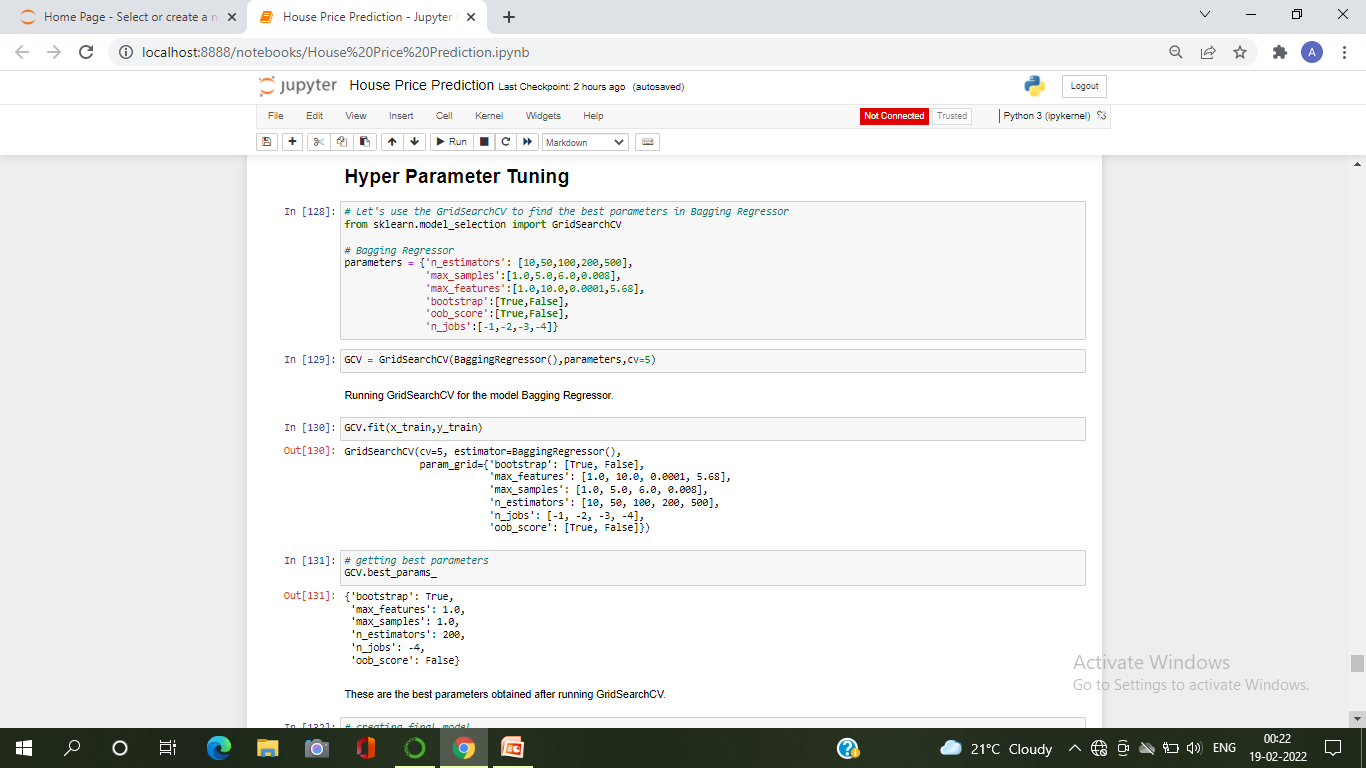 Home Page - Select or create a n
House Price Prediction - Jupyter
localhost:8888/notebooks/House%20Price%20Prediction.ipynb
A
jupyter House Price Prediction Last Checkpoint: 2 hours ago (autosaved)
Logout
File Edit View Insert Cell Kernel Widgets Help
Not Connected Trusted Python 3 (ipykernel)
Run Markdown
Hyper Parameter Tuning
In [128]: # Let's use the GridSearchCV to find the best parameters in Bagging Regressor
from sklearn.model_selection import GridSearchCV
# Bagging Regressor
parameters = {'n_estimators': [10,50,100,200,500],
'max_samples':[1.0,5.0,6.0,0.008],
'max_features':[1.0,10.0,0.0001,5.68],
'bootstrap':[True,False],
'oob_score':[True,False],
'n_jobs':[-1,-2,-3,-4]}
In [129]: GCV = GridSearchCV(BaggingRegressor(),parameters,cv=5)
Running GridSearchCV for the model Bagging Regressor.
In [130]: GCV.fit(x_train,y_train)
Out[130]: GridSearchCV(cv=5, estimator=BaggingRegressor(),
param_grid={'bootstrap': [True, False],
'max_features': [1.0, 10.0, 0.0001, 5.68],
'max_samples': [1.0, 5.0, 6.0, 0.008],
'n_estimators': [10, 50, 100, 200, 500],
'n_jobs': [-1, -2, -3, -4],
'oob_score': [True, False]})
In [131]: # getting best parameters
GCV.best_params_
Out[131]: {'bootstrap': True,
'max_features': 1.0,
'max_samples': 1.0,
'n_estimators': 200,
'n_jobs': -4,
'oob_score': False}
These are the best parameters obtained after running GridSearchCV.
In [132]: # creating final model
Activate Windows
Go to Settings to activate Windows.
21°C Cloudy
ENG
00:22
19-02-2022